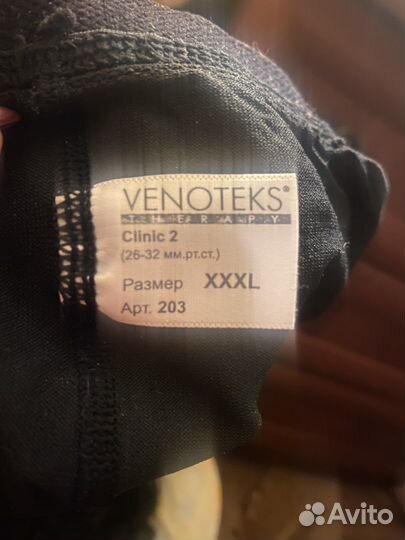 VENOTEKS®
THERAPY
Clinic 2
(26-32 мм.рт.ст.)
Размер XXXL
Арт. 203
Avito